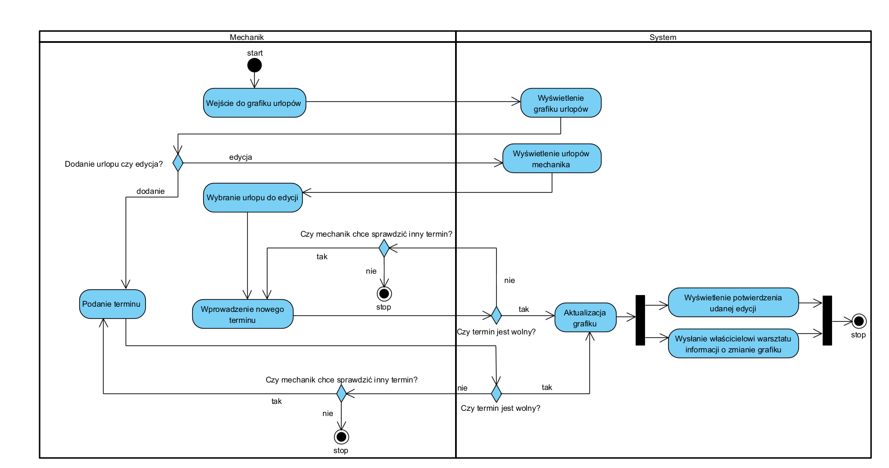 Mechanik
System
start
Wejście do grafiku urlopów
Wyświetlenie
grafiku urlopów
Dodanie urlopu czy edycja?
edycja
Wyświetlenie urlopów
mechanika
dodanie
Wybranie urlopu do edycji
Czy mechanik chce sprawdzić inny termin?
tak
nie
nie
stop
Podanie terminu
Wprowadzenie nowego
terminu
tak
Czy termin jest wolny?
Aktualizacja
grafiku
Wyświetlenie potwierdzenia
udanej edycji
Wysłanie właścicielowi warsztatu
informacji o zmianie grafiku
stop
Czy mechanik chce sprawdzić inny termin?
tak
nie
nie
tak
Czy termin jest wolny?
stop